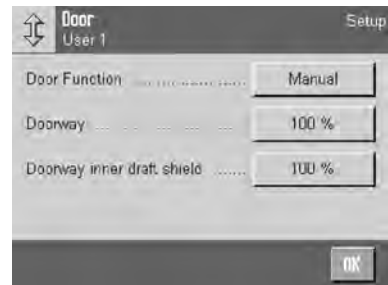 Door Setup
User 1
Door Function ................ Manual
Doorway ................ 100 %
Doorway inner draft shield ...... 100 %
OK